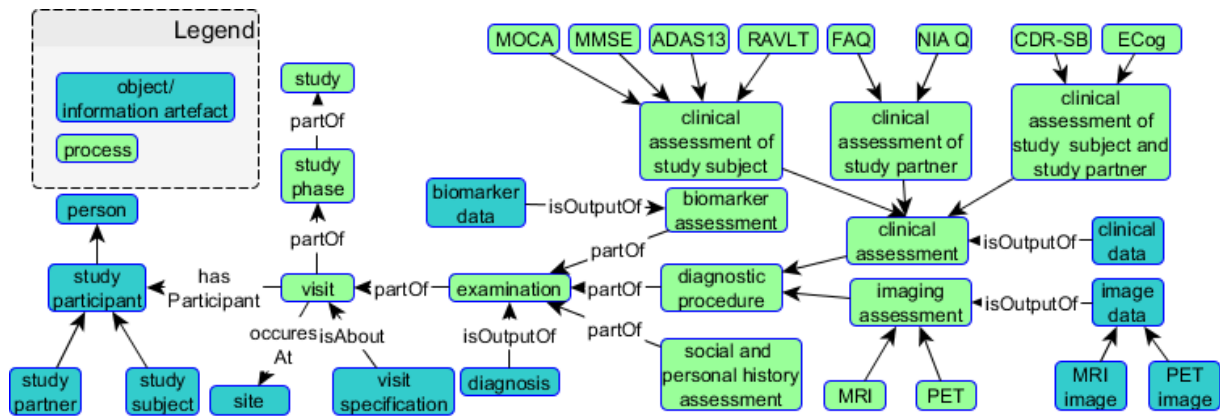 Legend
object/
information artefact
process
MOCA
MMSE
ADAS13
RAVLT
FAQ
NIA Q
CDR-SB
ECog
study
partOf
study
phase
partOf
clinical
assessment of
study subject
clinical
assessment of
study partner
clinical
assessment of
study subject and
study partner
person
biomarker
data
isOutputOf
biomarker
assessment
partOf
clinical
assessment
isOutputOf
clinical
data
study
participant
has
Participant
visit
partOf
examination
partOf
diagnostic
procedure
imaging
assessment
isOutputOf
image
data
occures
At
isAbout
isOutputOf
partOf
social and
personal history
assessment
study
partner
study
subject
site
visit
specification
diagnosis
MRI
PET
MRI
image
PET
image